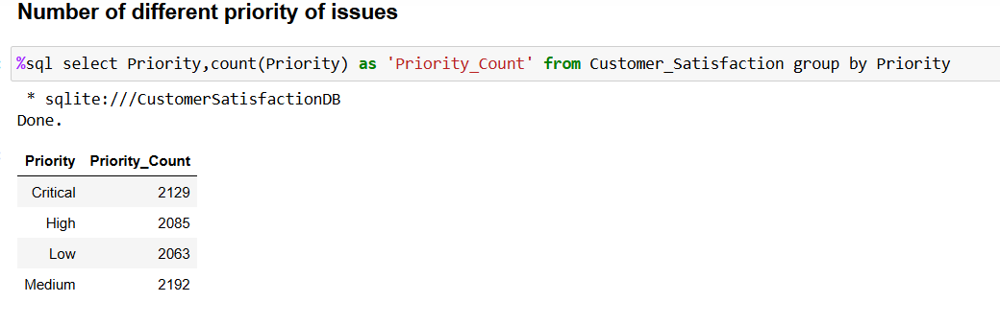 Number of different priority of issues
%sql select Priority,count(Priority) as 'Priority_Count' from Customer_Satisfaction group by Priority
* sqlite:///CustomerSatisfactionDB
Done.
Priority Priority_Count
Critical 2129
High 2085
Low 2063
Medium 2192